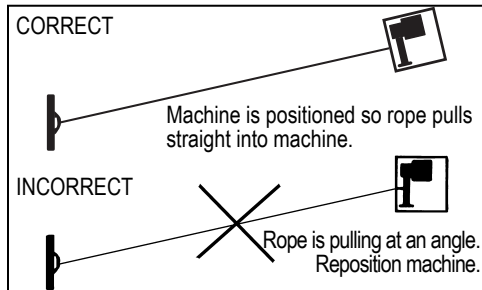 CORRECT
Machine is positioned so rope pulls
straight into machine.
INCORRECT
Rope is pulling at an angle.
Reposition machine.